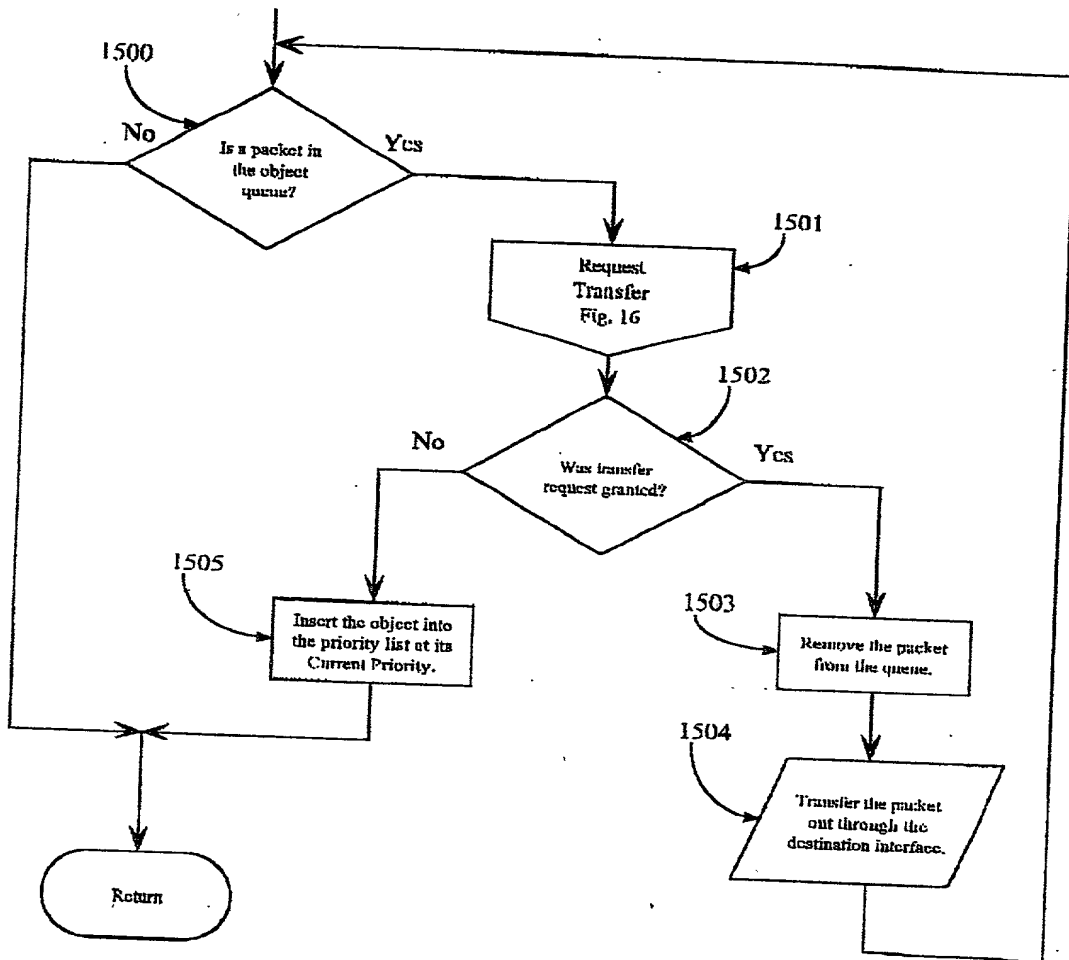 1500
No
Yes
Is a packet in
the object
queue?
1501
Request
Transfer
Fig. 16
1502
No
Yes
Was transfer
request granted?
1505
Insert the object into
the priority list at its
Current Priority.
1503
Remove the packet
from the queue.
1504
Transfer the packet
out through the
destination interface.
Return